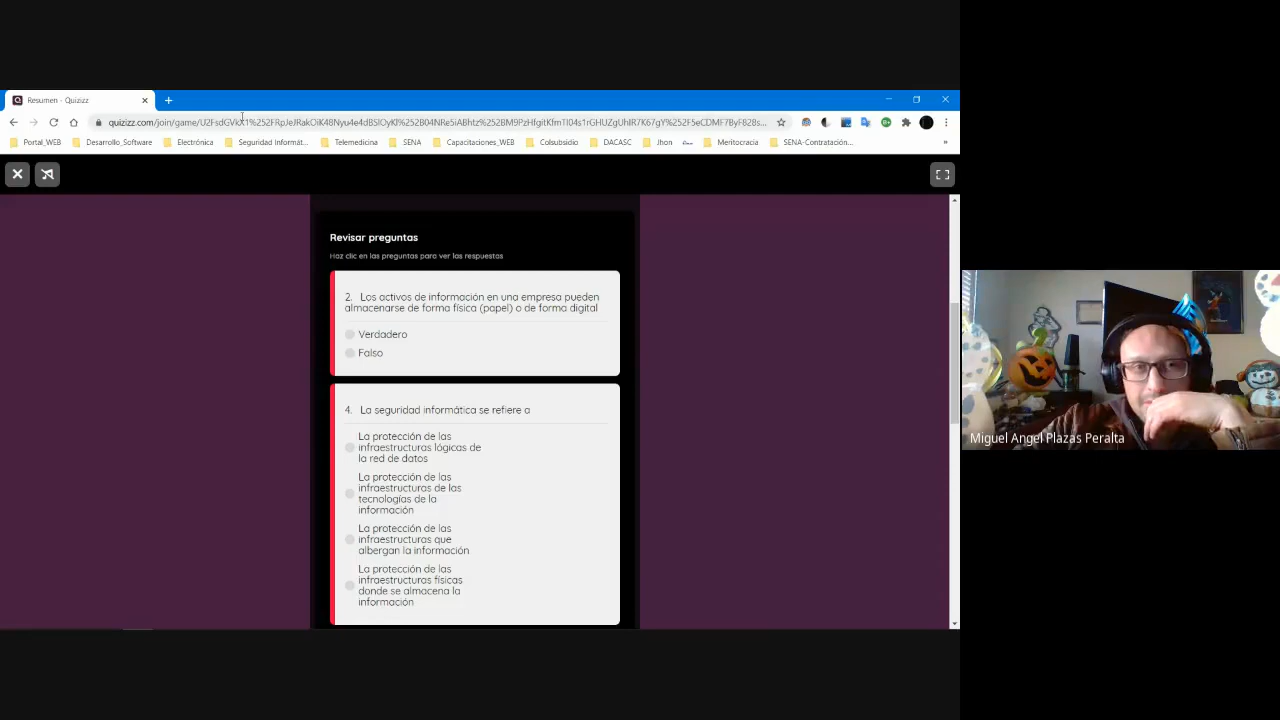 Resumen - Quizizz
Portal_WEB
Desarrollo_Software
Electrónica
Seguridad Informát...
Telemedicina
SENA
Capacitaciones_WEB
Colsubsidio
DACASC
Jhon
Meritocracia
SENA-Contratación...
»
Revisar preguntas
Haz clic en las preguntas para ver las respuestas
2. Los activos de información en una empresa pueden
almacenarse de forma física (papel) o de forma digital
Verdadero
Falso
4. La seguridad informática se refiere a
La protección de las
infraestructuras lógicas de
la red de datos
La protección de las
infraestructuras de las
tecnologías de la
información
La protección de las
infraestructuras que
albergan la información
La protección de las
infraestructuras físicas
donde se almacena la
información
Miguel Angel Plazas Peralta